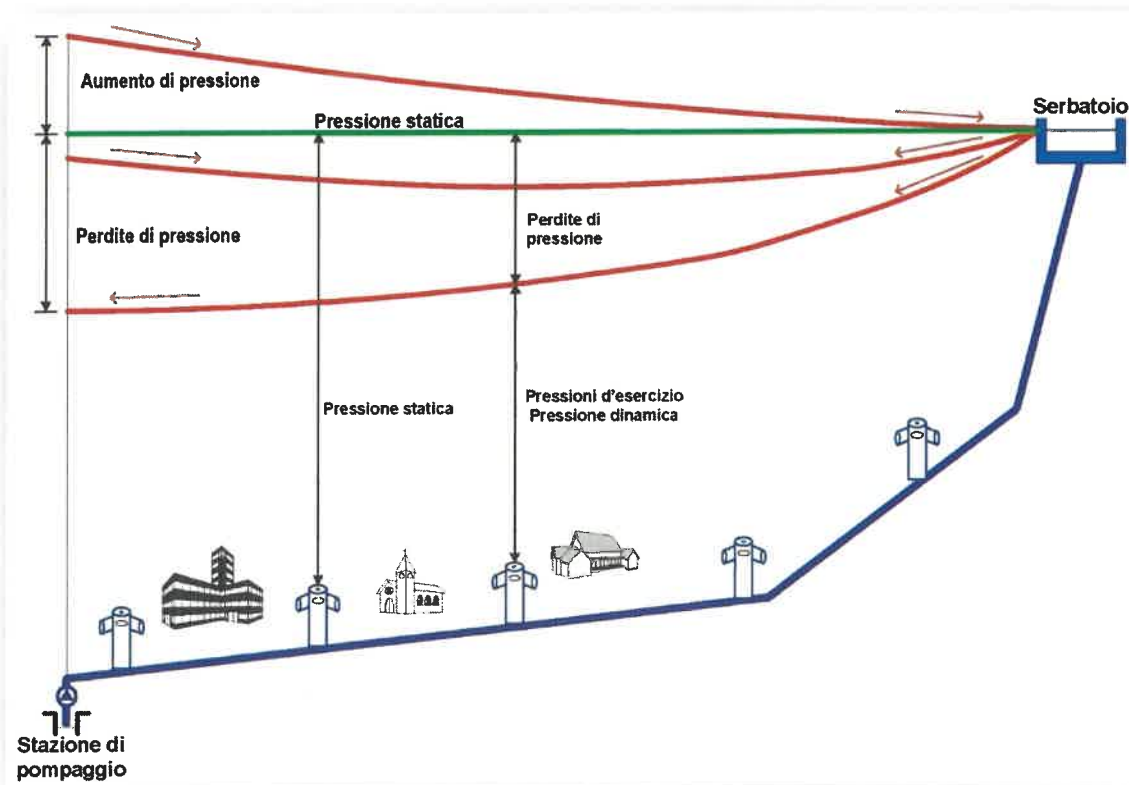 Aumento di pressione
Serbatoio
Pressione statica
Perdite di pressione
Perdite di
pressione
Pressione statica
Pressioni d'esercizio
Pressione dinamica
Stazione di
pompaggio